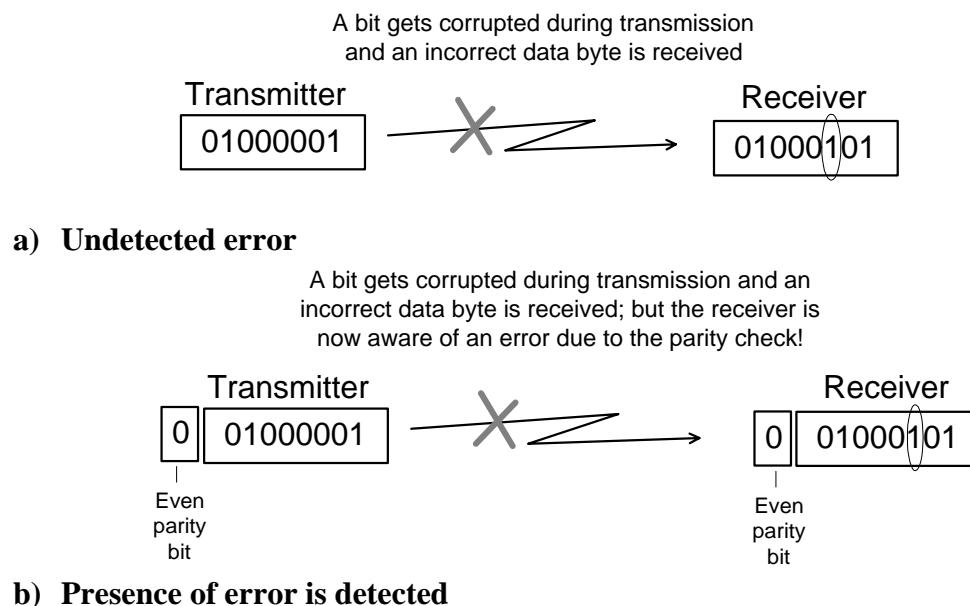 A bit gets corrupted during transmission
and an incorrect data byte is received
Transmitter
Receiver
01000001
01000101
a) Undetected error
A bit gets corrupted during transmission and an
incorrect data byte is received; but the receiver is
now aware of an error due to the parity check!
Transmitter
Receiver
0 01000001
0 01000101
Even
parity
bit
Even
parity
bit
b) Presence of error is detected